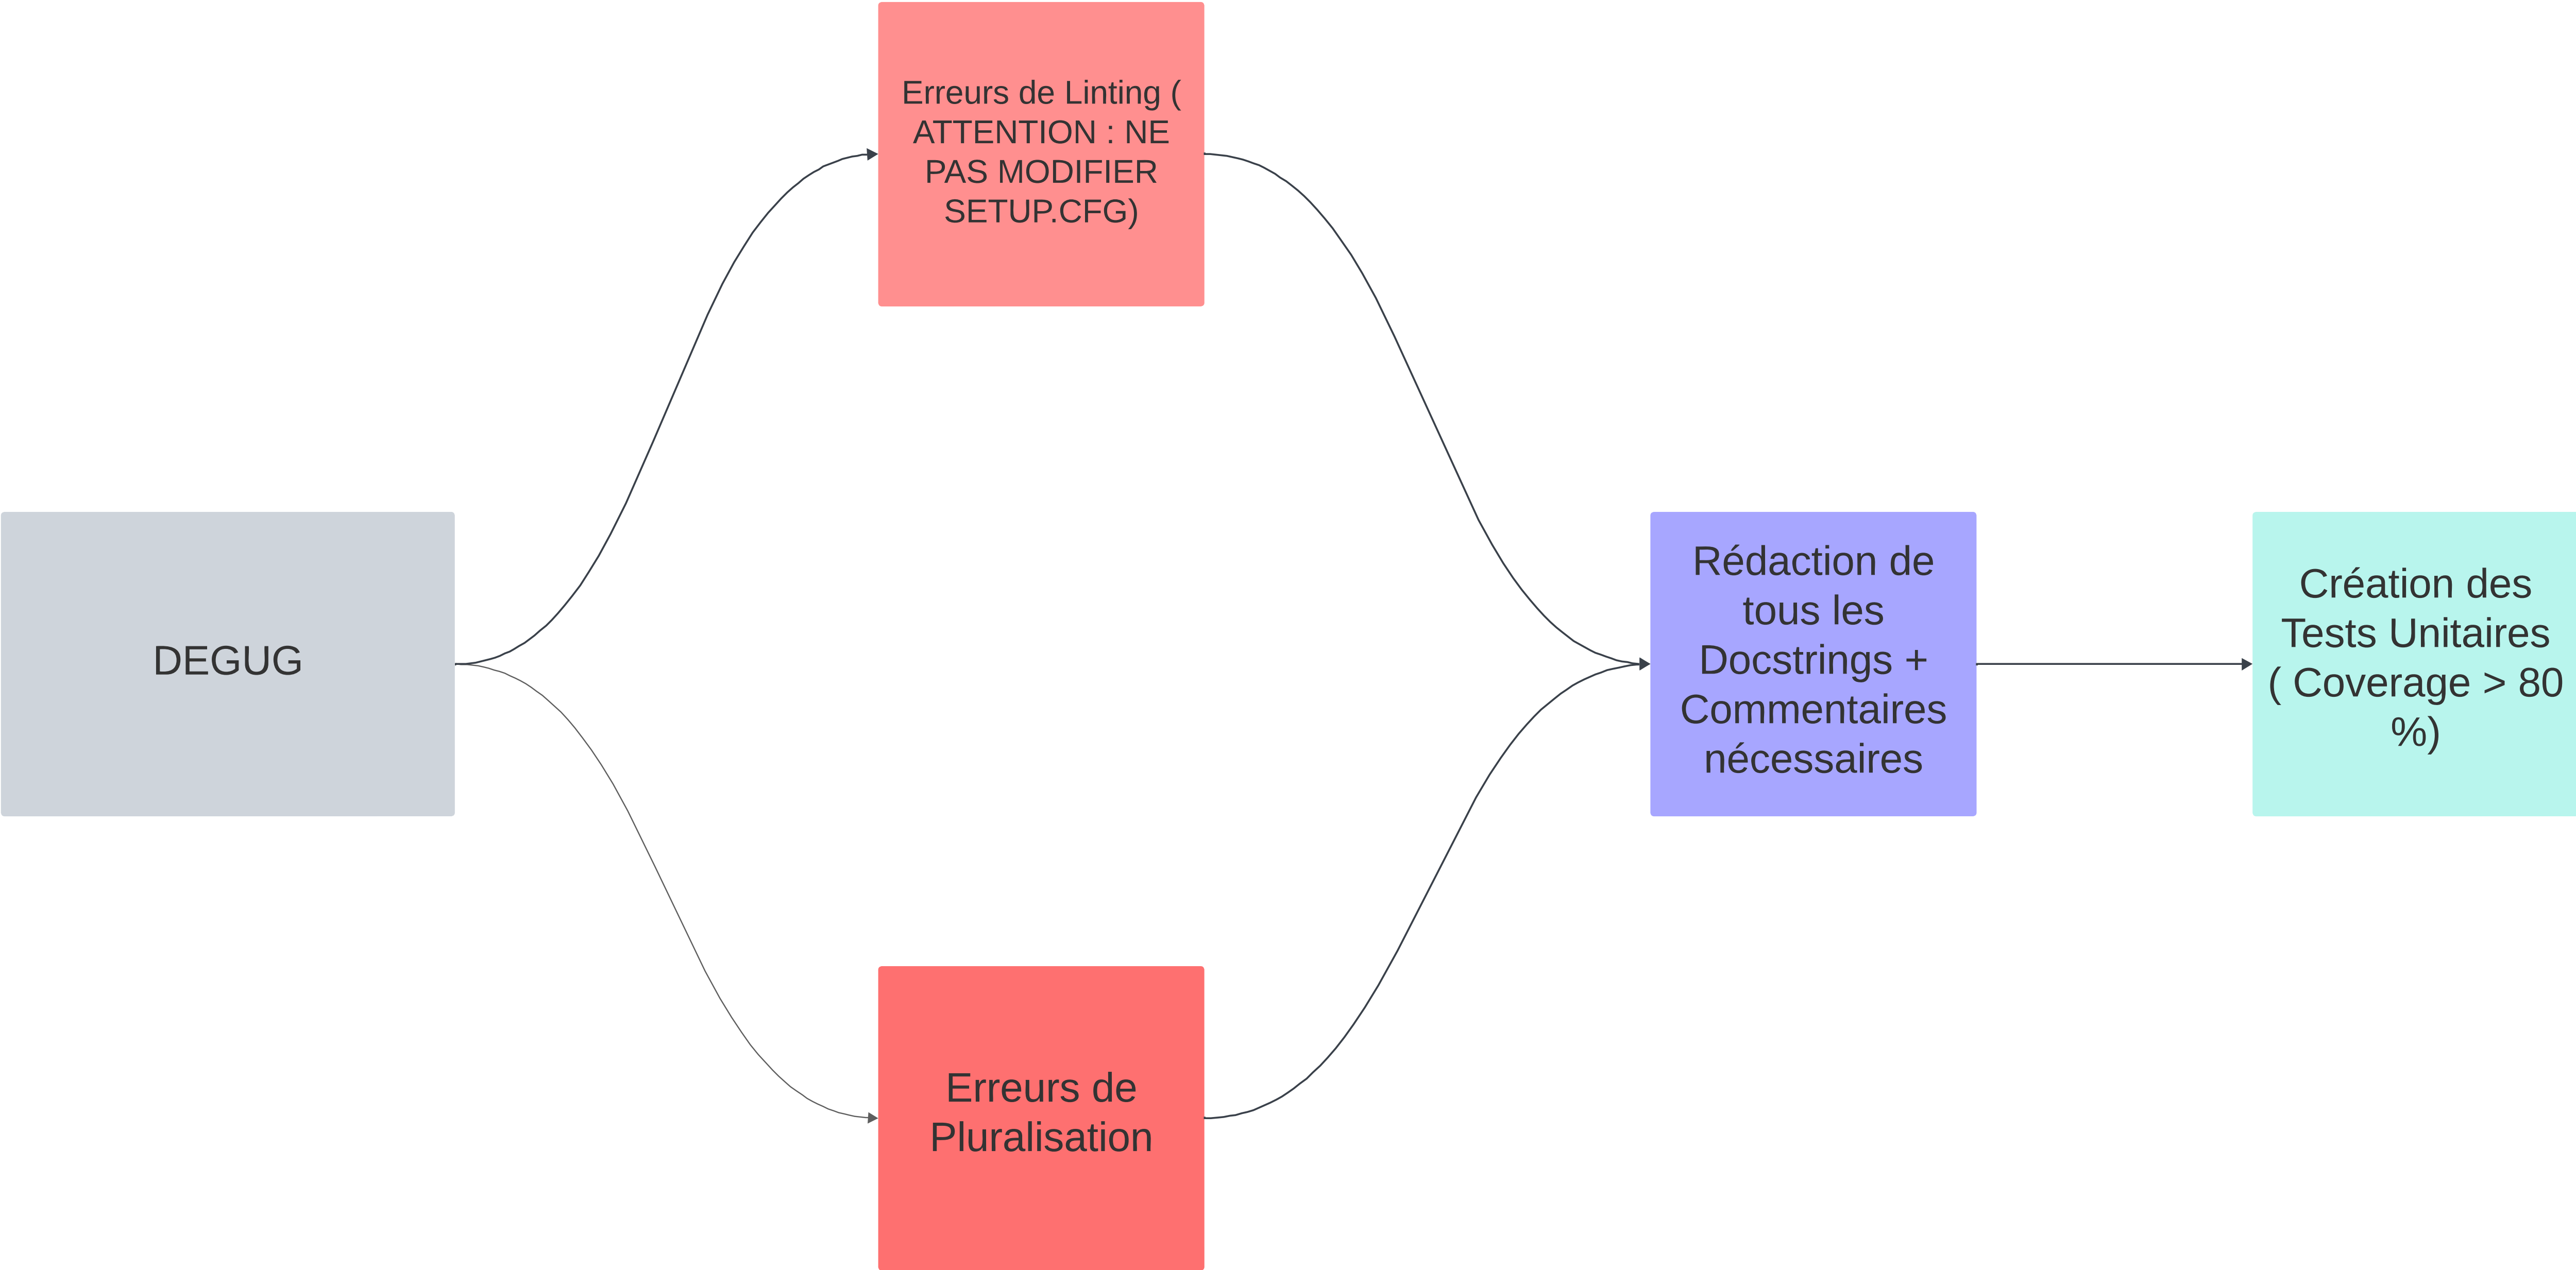 DEGUG
Erreurs de Linting (
ATTENTION : NE
PAS MODIFIER
SETUP.CFG)
Erreurs de
Pluralisation
Rédaction de
tous les
Docstrings +
Commentaires
nécessaires
Création des
Tests Unitaires
( Coverage > 80
%)